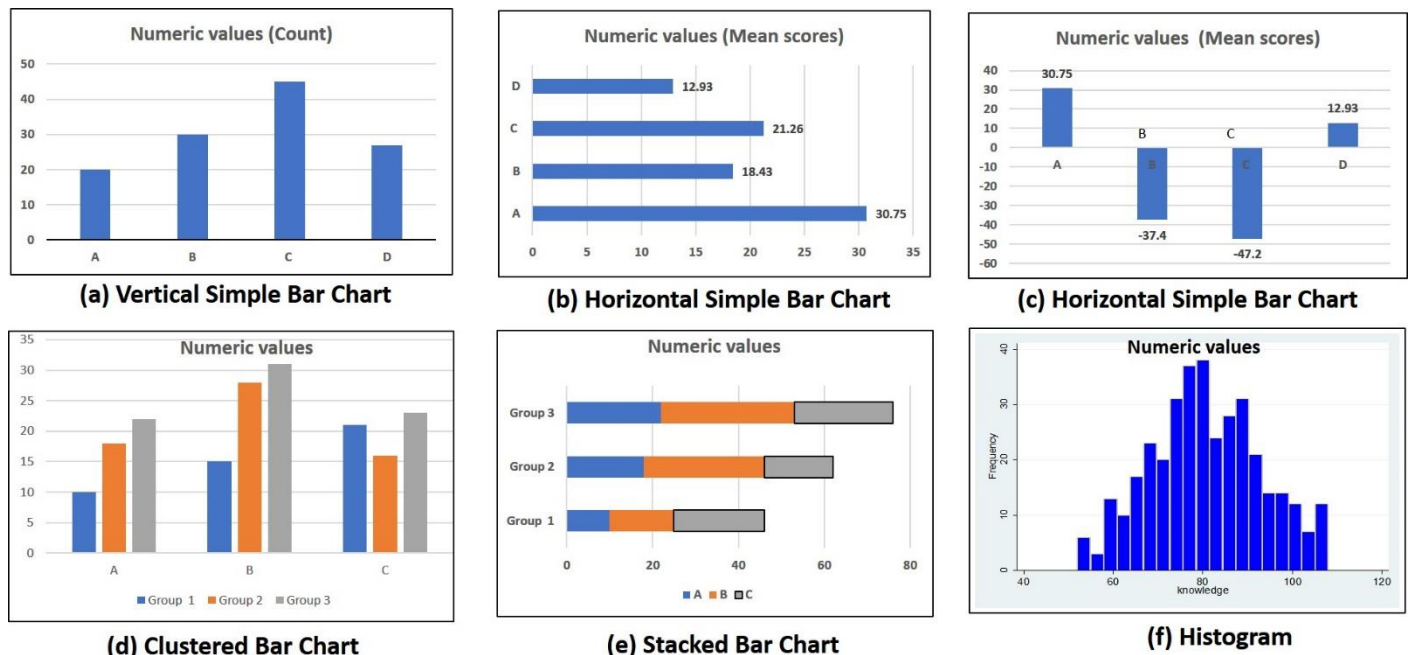 Numeric values (Count)
50
40
30
20
10
0
A B C D
(a) Vertical Simple Bar Chart
Numeric values (Mean scores)
D 12.93
C 21.26
B 18.43
A 30.75
0 5 10 15 20 25 30 35
(b) Horizontal Simple Bar Chart
Numeric values (Mean scores)
40
30
20
10
0
-10
-20
-30
-40
-50
-60
30.75
12.93
B C
A B C D
-37.4
-47.2
(c) Horizontal Simple Bar Chart
Numeric values
35
30
25
20
15
10
5
0
A B C
Group 1 Group 2 Group 3
(d) Clustered Bar Chart
Numeric values
Group 3
Group 2
Group 1
0 20 40 60 80
A B C
(e) Stacked Bar Chart
Numeric values
Frequency
40
30
20
10
0
40 60 80 100 120
knowledge
(f) Histogram